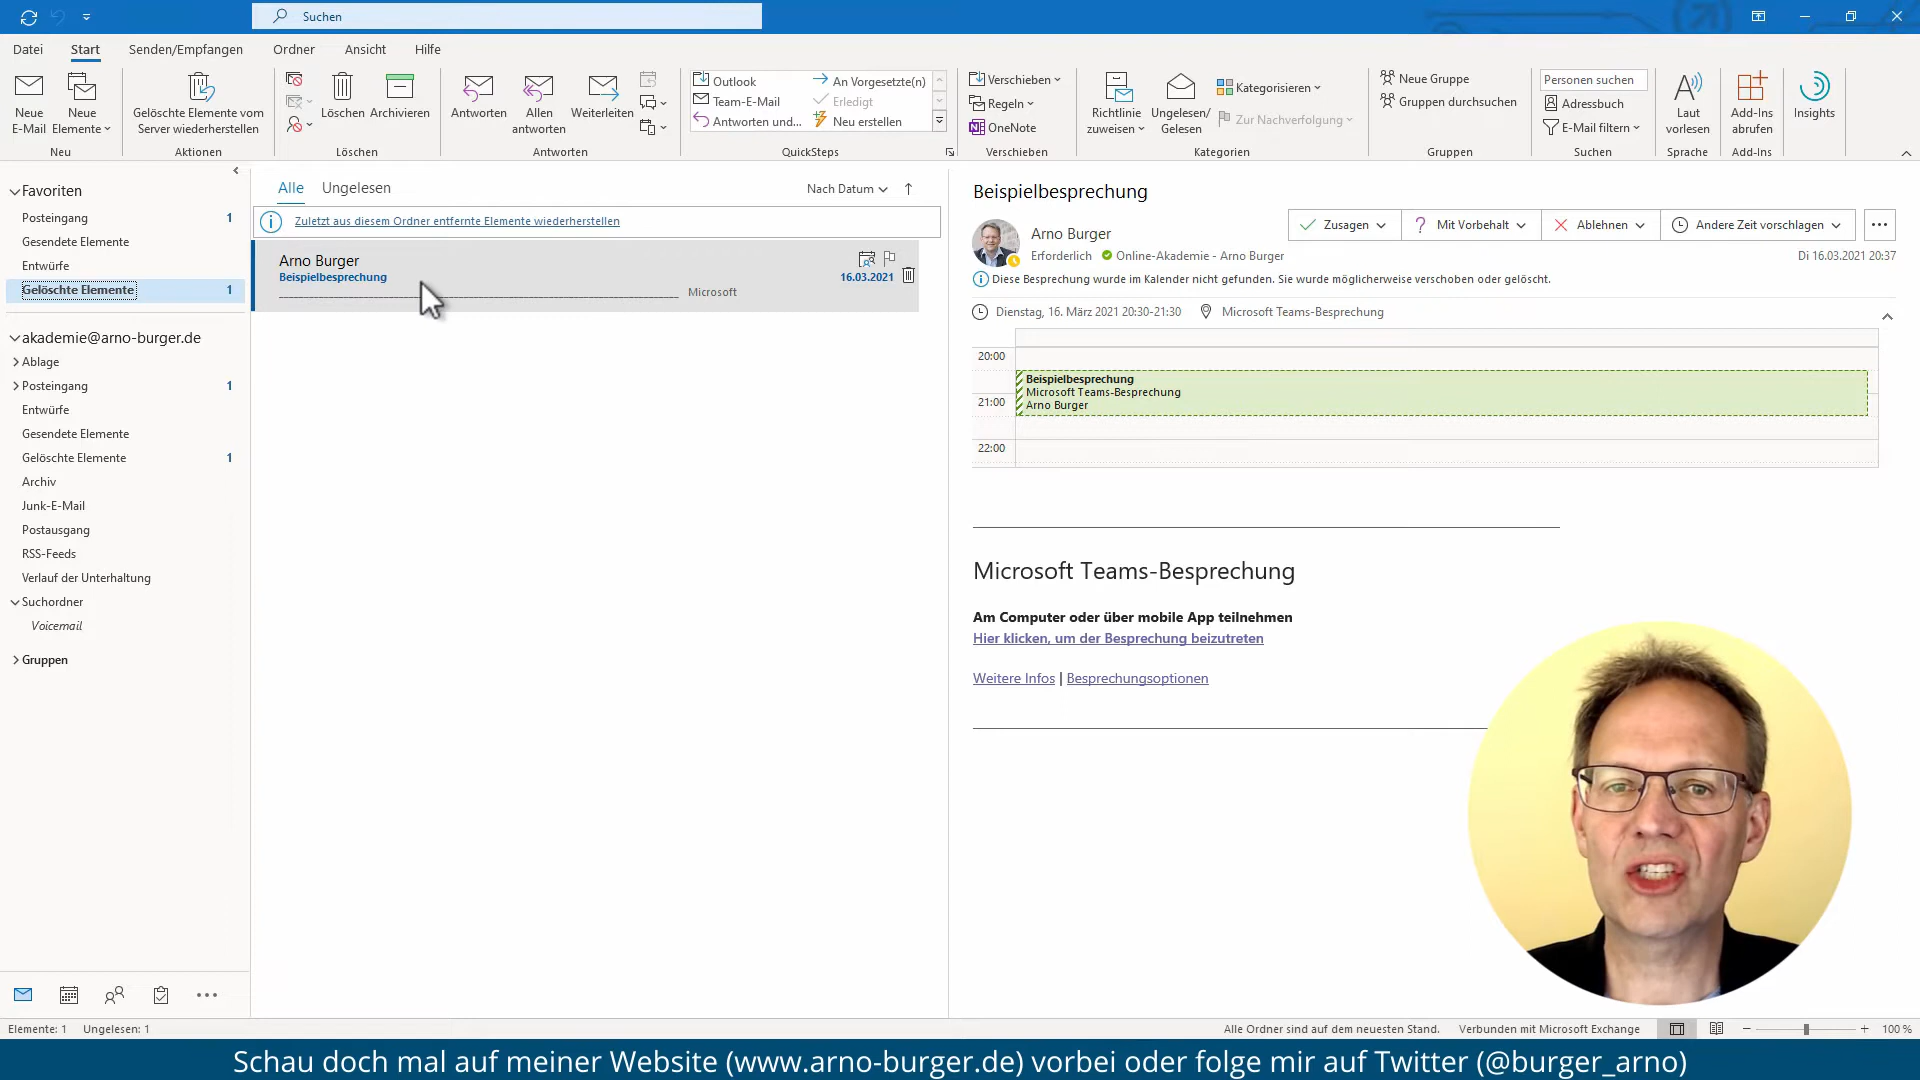 Suchen
Datei Start Senden/Empfangen Ordner Ansicht Hilfe
Neue E-Mail
Neue Elemente
Neu
Gelöschte Elemente vom Server wiederherstellen
Aktionen
Löschen Archivieren
Löschen
Antworten
Allen antworten
Weiterleiten
Antworten
Outlook An Vorgesetzte(n)
Team-E-Mail Erledigt
Antworten und... Neu erstellen
QuickSteps
Verschieben
Regeln
OneNote
Verschieben
Richtlinie zuweisen
Ungelesen/ Gelesen
Kategorisieren
Zur Nachverfolgung
Kategorien
Neue Gruppe
Gruppen durchsuchen
Gruppen
Personen suchen
Adressbuch
E-Mail filtern
Suchen
Laut vorlesen
Sprache
Add-Ins abrufen
Add-Ins
Insights
Favoriten
Posteingang 1
Gesendete Elemente
Entwürfe
Gelöschte Elemente 1
akademie@arno-burger.de
Ablage
Posteingang 1
Entwürfe
Gesendete Elemente
Gelöschte Elemente 1
Archiv
Junk-E-Mail
Postausgang
RSS-Feeds
Verlauf der Unterhaltung
Suchordner
Voicemail
Gruppen
Alle Ungelesen Nach Datum
Zuletzt aus diesem Ordner entfernte Elemente wiederherstellen
Arno Burger
Beispielbesprechung 16.03.2021
Microsoft
Beispielbesprechung
Zusagen Mit Vorbehalt Ablehnen Andere Zeit vorschlagen
Arno Burger
Erforderlich Online-Akademie - Arno Burger Di 16.03.2021 20:37
Diese Besprechung wurde im Kalender nicht gefunden. Sie wurde möglicherweise verschoben oder gelöscht.
Dienstag, 16. März 2021 20:30-21:30 Microsoft Teams-Besprechung
20:00
Beispielbesprechung
Microsoft Teams-Besprechung
21:00
Arno Burger
22:00
Microsoft Teams-Besprechung
Am Computer oder über mobile App teilnehmen
Hier klicken, um der Besprechung beizutreten
Weitere Infos | Besprechungsoptionen
Elemente: 1 Ungelesen: 1 Alle Ordner sind auf dem neuesten Stand. Verbunden mit Microsoft Exchange 100 %
Schau doch mal auf meiner Website (www.arno-burger.de) vorbei oder folge mir auf Twitter (@burger_arno)